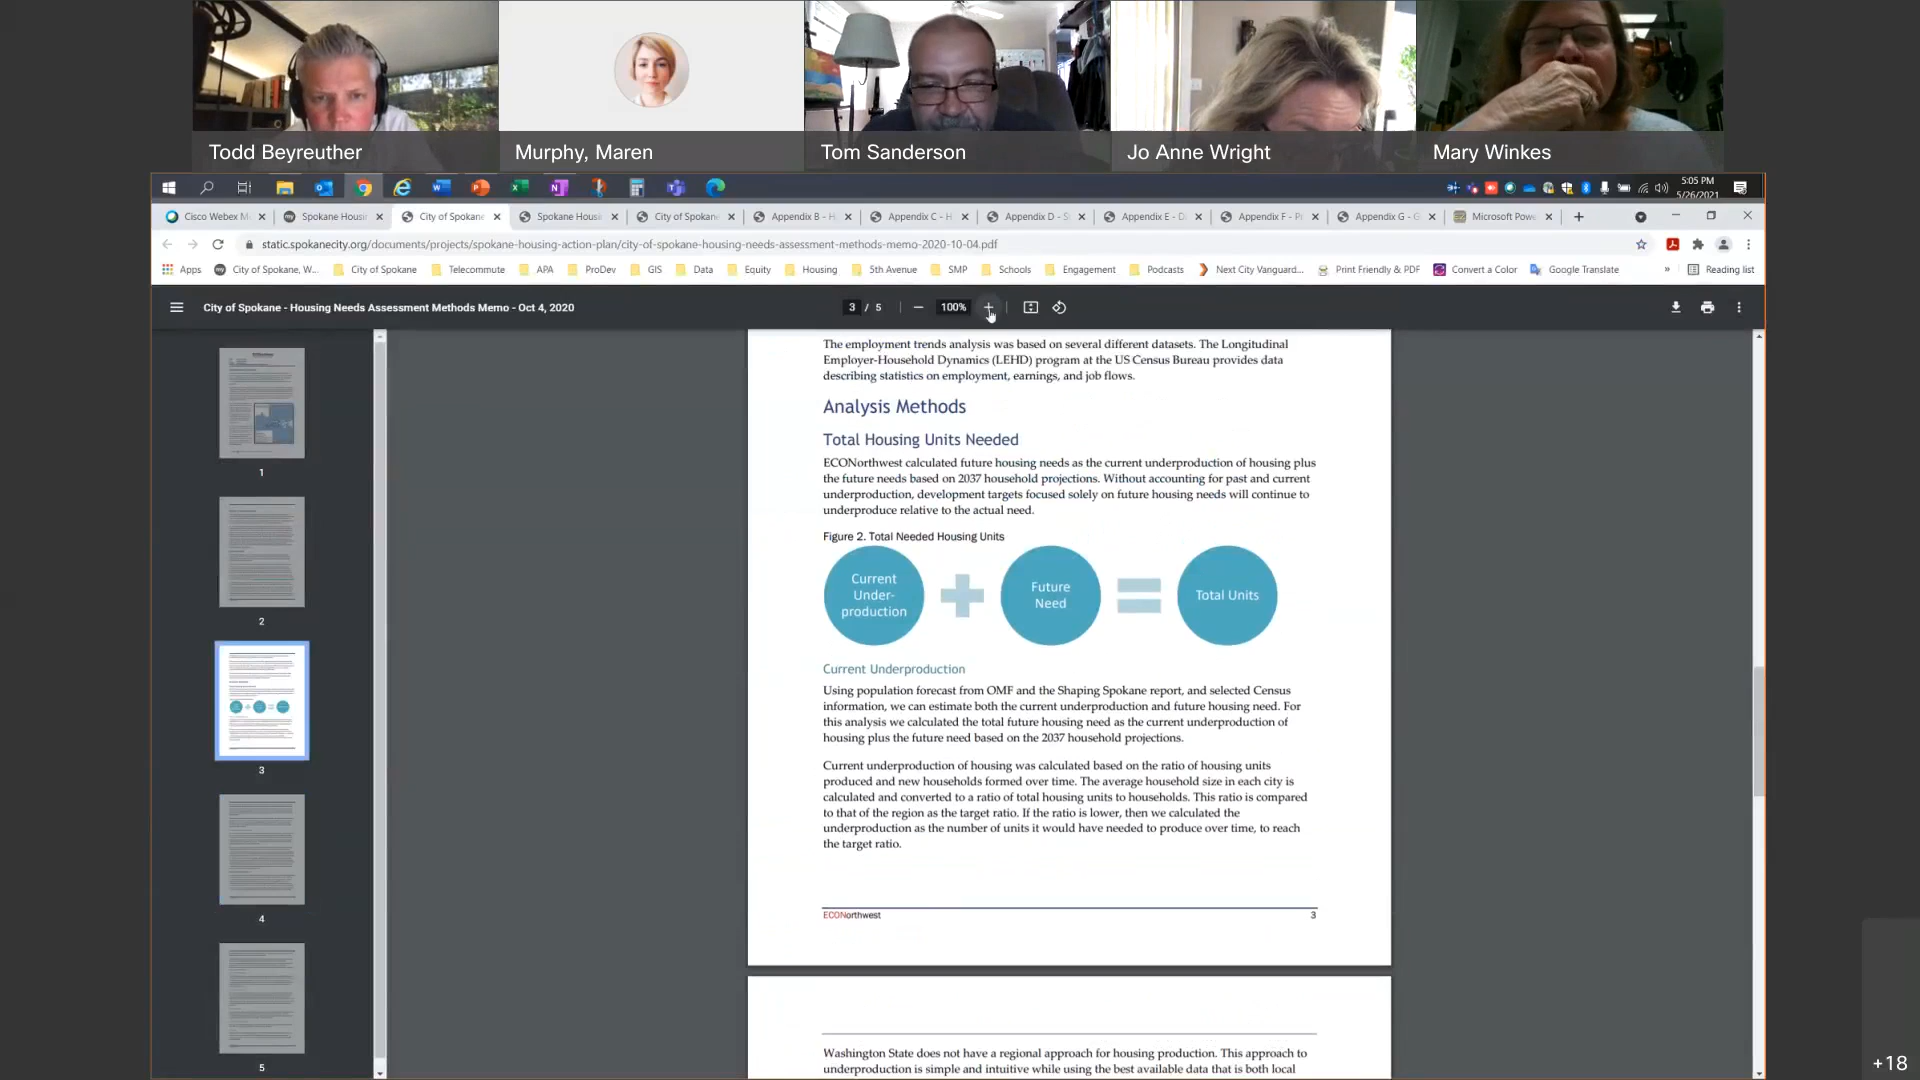 Todd Beyreuther
Murphy, Maren
Tom Sanderson
Jo Anne Wright
Mary Winkes
5:05 PM
5/26/2021
Cisco Webex M
Spokane Housi
City of Spokane
Spokane Housi
City of Spokane
Appendix B - H
Appendix C - H
Appendix D - S
Appendix E - D
Appendix F - P
Appendix G - G
Microsoft Pow
static.spokanecity.org/documents/projects/spokane-housing-action-plan/city-of-spokane-housing-needs-assessment-methods-memo-2020-10-04.pdf
Apps City of Spokane, W... City of Spokane Telecommute APA ProDev GIS Data Equity Housing 5th Avenue SMP Schools Engagement Podcasts Next City Vanguard... Print Friendly & PDF Convert a Color Google Translate » Reading list
City of Spokane - Housing Needs Assessment Methods Memo - Oct 4, 2020
3 / 5
100%
1
2
3
4
5
The employment trends analysis was based on several different datasets. The Longitudinal
Employer-Household Dynamics (LEHD) program at the US Census Bureau provides data
describing statistics on employment, earnings, and job flows.
Analysis Methods
Total Housing Units Needed
ECONorthwest calculated future housing needs as the current underproduction of housing plus
the future needs based on 2037 household projections. Without accounting for past and current
underproduction, development targets focused solely on future housing needs will continue to
underproduce relative to the actual need.
Figure 2. Total Needed Housing Units
Current
Under-
production
Future
Need
Total Units
Current Underproduction
Using population forecast from OMF and the Shaping Spokane report, and selected Census
information, we can estimate both the current underproduction and future housing need. For
this analysis we calculated the total future housing need as the current underproduction of
housing plus the future need based on the 2037 household projections.
Current underproduction of housing was calculated based on the ratio of housing units
produced and new households formed over time. The average household size in each city is
calculated and converted to a ratio of total housing units to households. This ratio is compared
to that of the region as the target ratio. If the ratio is lower, then we calculated the
underproduction as the number of units it would have needed to produce over time, to reach
the target ratio.
ECONorthwest
3
Washington State does not have a regional approach for housing production. This approach to
underproduction is simple and intuitive while using the best available data that is both local
+18